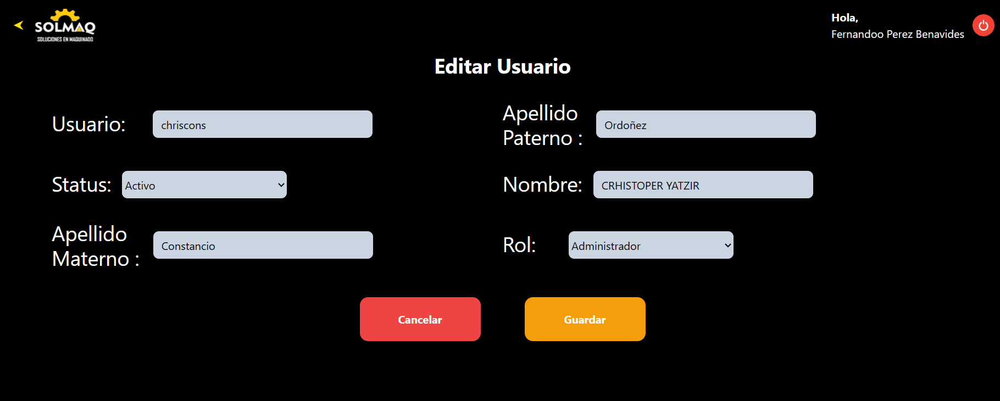 SOLMAQ
SOLUCIONES EN MAQUINADO
Hola,
Fernandoo Perez Benavides
Editar Usuario
Usuario:
chriscons
Apellido
Paterno :
Ordoñez
Status:
Activo
Nombre:
CRHISTOPER YATZIR
Apellido
Materno :
Constancio
Rol:
Administrador
Cancelar
Guardar